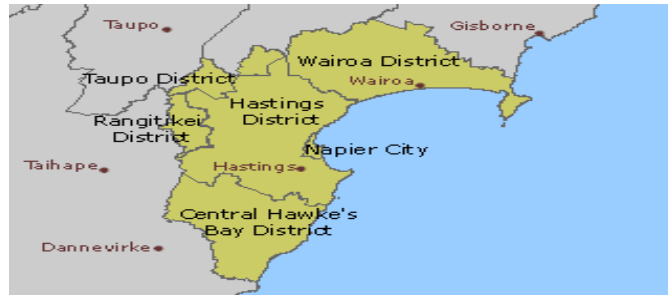 Taupo
Gisborne
Wairoa District
Taupo District
Wairoa
Hastings
District
Rangitikei
District
Napier City
Taihape
Hastings
Central Hawke's
Bay District
Dannevirke